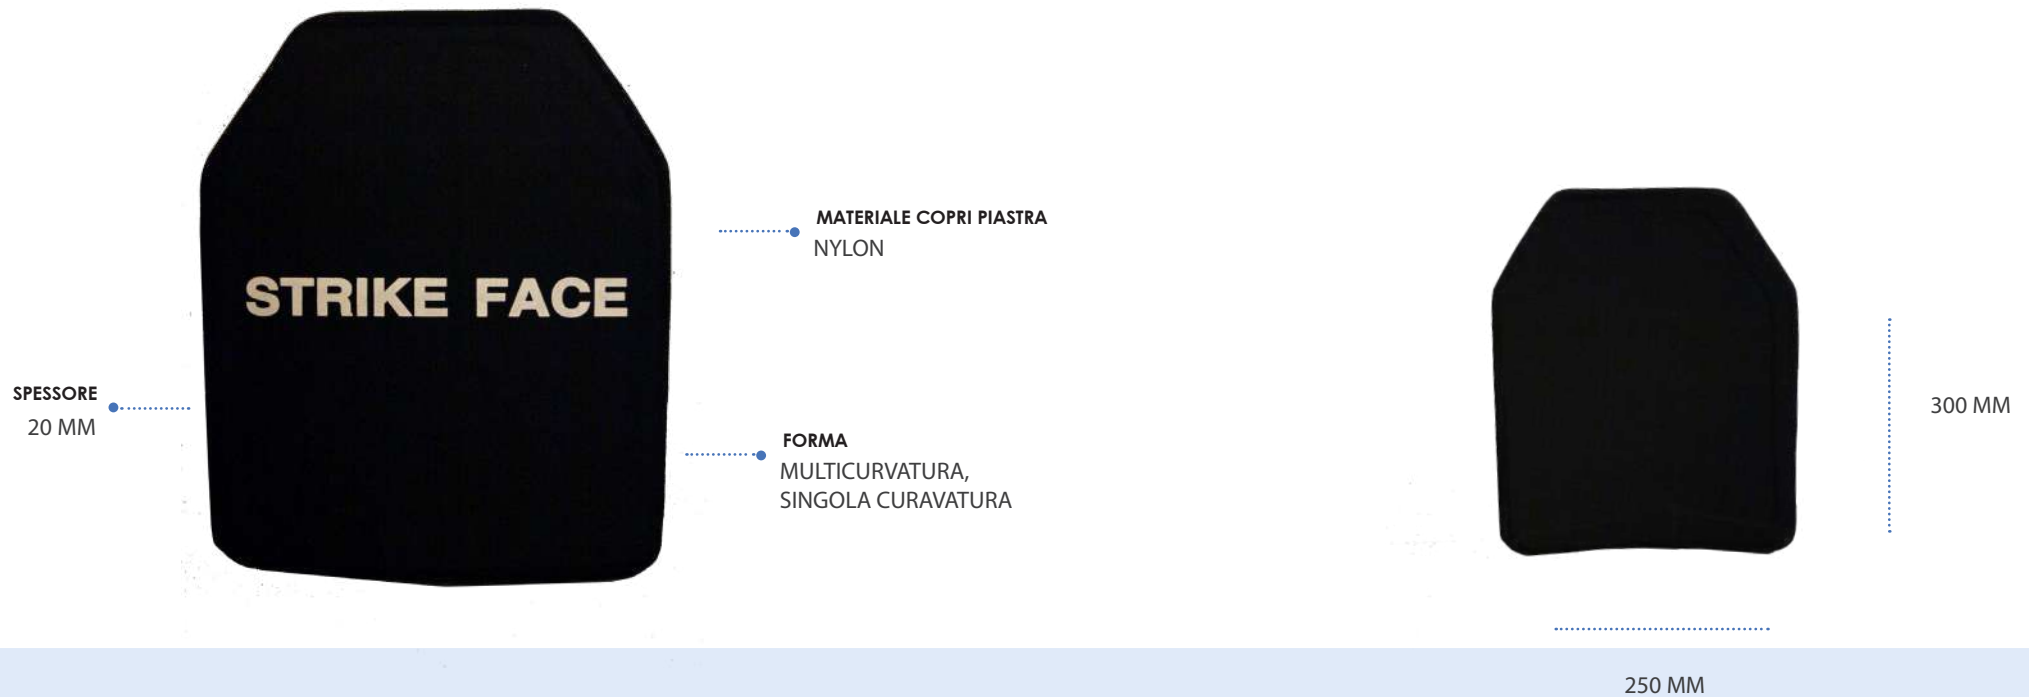 MATERIALE COPRI PIASTRA
NYLON
STRIKE FACE
SPESSORE
20 MM
FORMA
MULTICURVATURA,
SINGOLA CURAVATURA
300 MM
250 MM